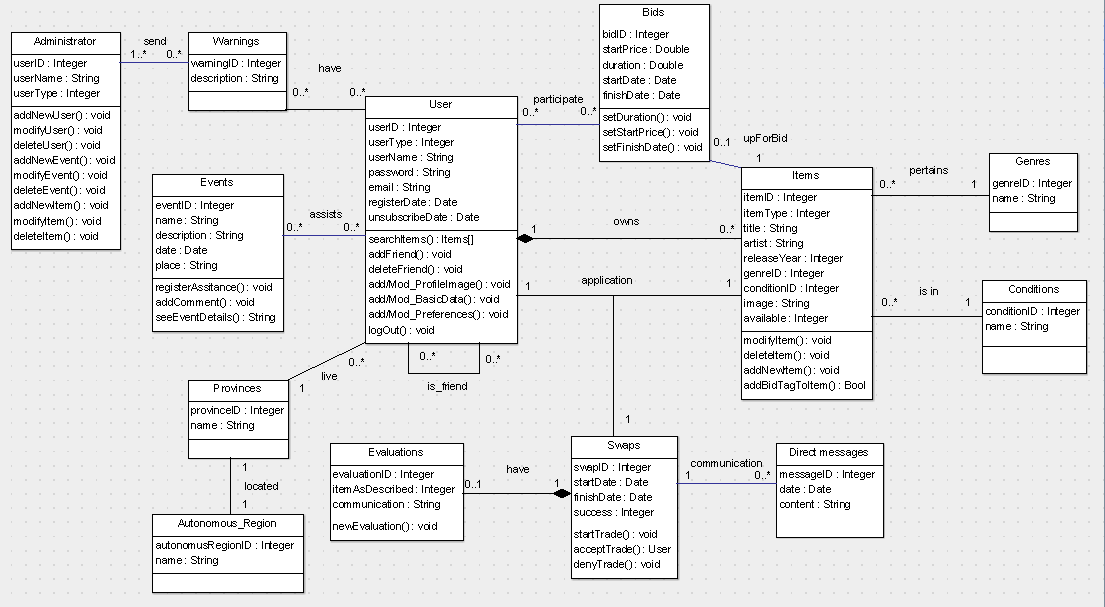 Administrator
userID : Integer
userName : String
userType : Integer
addNewUser() : void
modifyUser() : void
deleteUser() : void
addNewEvent() : void
modifyEvent() : void
deleteEvent() : void
addNewItem() : void
modifyItem() : void
deleteItem() : void
send
1..*
0..*
Warnings
warningID : Integer
description : String
have
0..*
0..*
User
userID : Integer
userType : Integer
userName : String
password : String
email : String
registerDate : Date
unsubscribeDate : Date
searchItems() : Items[]
addFriend() : void
deleteFriend() : void
add/Mod_ProfileImage() : void
add/Mod_BasicData() : void
add/Mod_Preferences() : void
logOut() : void
participate
0..*
0..*
Bids
bidID : Integer
startPrice : Double
duration : Double
startDate : Date
finishDate : Date
setDuration() : void
setStartPrice() : void
setFinishDate() : void
0..1
upForBid
1
Items
itemID : Integer
itemType : Integer
title : String
artist : String
releaseYear : Integer
genreID : Integer
conditionID : Integer
image : String
available : Integer
modifyItem() : void
deleteItem() : void
addNewItem() : void
addBidTagToItem() : Bool
pertains
0..*
1
Genres
genreID : Integer
name : String
Events
eventID : Integer
name : String
description : String
date : Date
place : String
registerAssitance() : void
addComment() : void
seeEventDetails() : String
assists
0..*
0..*
owns
1
0..*
application
1
1
1
is in
0..*
1
Conditions
conditionID : Integer
name : String
0..*
0..*
is_friend
0..*
live
1
Provinces
provinceID : Integer
name : String
1
located
1
Autonomous_Region
autonomusRegionID : Integer
name : String
Evaluations
evaluationID : Integer
itemAsDescribed : Integer
communication : String
newEvaluation() : void
have
0..1
1
Swaps
swapID : Integer
startDate : Date
finishDate : Date
success : Integer
startTrade() : void
acceptTrade() : User
denyTrade() : void
communication
1
0..*
Direct messages
messageID : Integer
date : Date
content : String